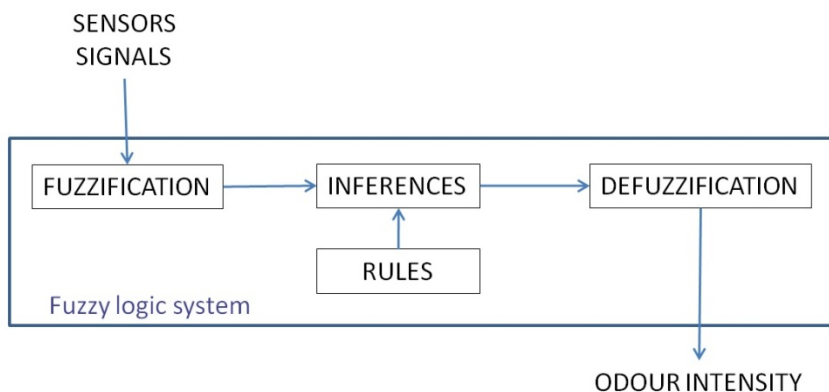 SENSORS
SIGNALS
FUZZIFICATION
INFERENCES
DEFUZZIFICATION
RULES
Fuzzy logic system
ODOUR INTENSITY